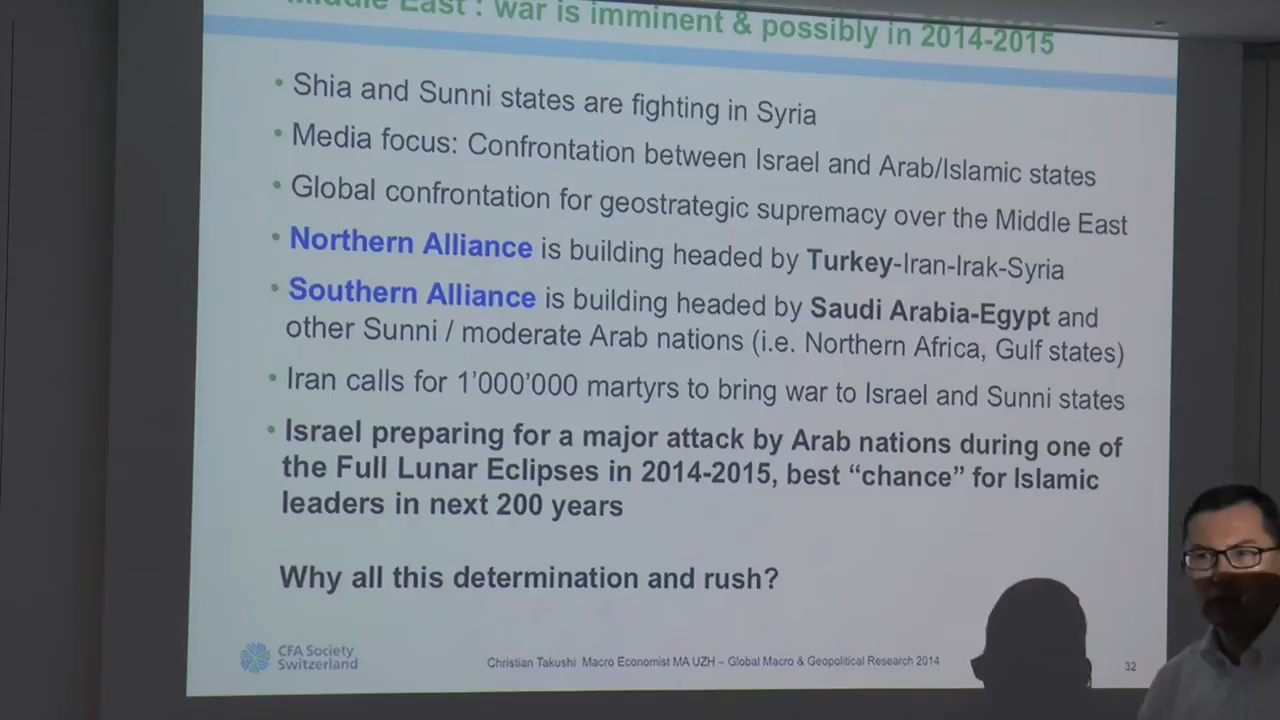 Middle East : war is imminent & possibly in 2014-2015
• Shia and Sunni states are fighting in Syria
• Media focus: Confrontation between Israel and Arab/Islamic states
• Global confrontation for geostrategic supremacy over the Middle East
• Northern Alliance is building headed by Turkey-Iran-Irak-Syria
• Southern Alliance is building headed by Saudi Arabia-Egypt and
other Sunni / moderate Arab nations (i.e. Northern Africa, Gulf states)
• Iran calls for 1’000’000 martyrs to bring war to Israel and Sunni states
• Israel preparing for a major attack by Arab nations during one of
the Full Lunar Eclipses in 2014-2015, best “chance” for Islamic
leaders in next 200 years
Why all this determination and rush?
CFA Society
Switzerland
Christian Takushi Macro Economist MA UZH – Global Macro & Geopolitical Research 2014
32